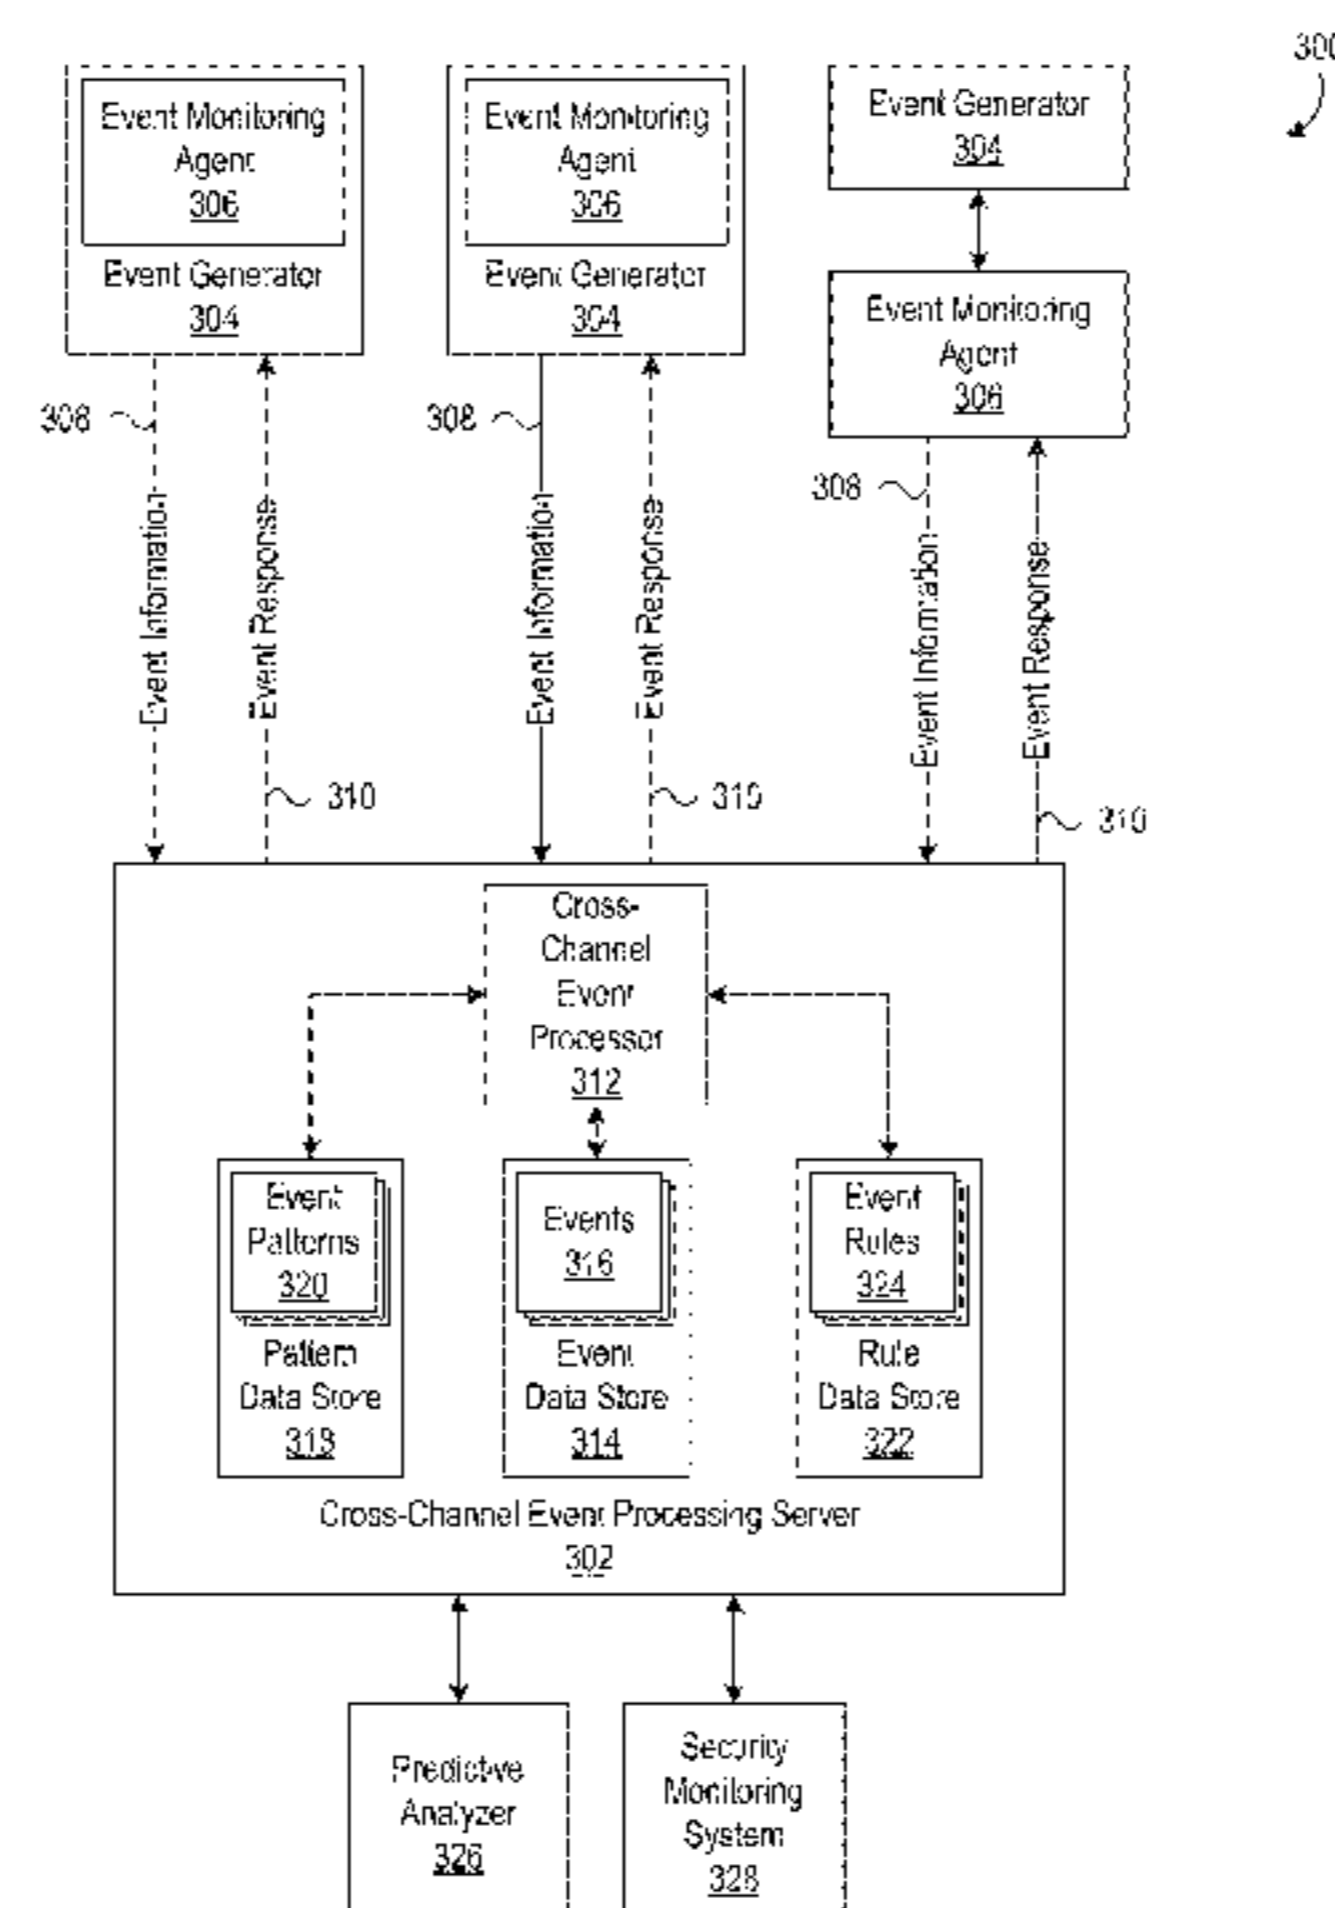 300
Event Monitoring
Agent
306
Event Generator
304
Event Monitoring
Agent
306
Event Generator
304
Event Generator
304
Event Monitoring
Agent
306
308
Event Information
Event Response
310
308
Event Information
Event Response
310
308
Event Information
Event Response
310
Cross-
Channel
Event
Processor
312
Event
Patterns
320
Pattern
Data Store
318
Events
316
Event
Data Store
314
Event
Rules
324
Rule
Data Store
322
Cross-Channel Event Processing Server
302
Predictive
Analyzer
326
Security
Monitoring
System
328